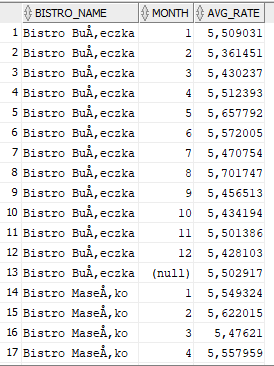 BISTRO_NAME MONTH AVG_RATE
1 Bistro BuÅ‚eczka 1 5,509031
2 Bistro BuÅ‚eczka 2 5,361451
3 Bistro BuÅ‚eczka 3 5,430237
4 Bistro BuÅ‚eczka 4 5,512393
5 Bistro BuÅ‚eczka 5 5,657792
6 Bistro BuÅ‚eczka 6 5,572005
7 Bistro BuÅ‚eczka 7 5,470754
8 Bistro BuÅ‚eczka 8 5,701747
9 Bistro BuÅ‚eczka 9 5,456513
10 Bistro BuÅ‚eczka 10 5,434194
11 Bistro BuÅ‚eczka 11 5,501386
12 Bistro BuÅ‚eczka 12 5,428103
13 Bistro BuÅ‚eczka (null) 5,502917
14 Bistro MaseÅ‚ko 1 5,549324
15 Bistro MaseÅ‚ko 2 5,622015
16 Bistro MaseÅ‚ko 3 5,47621
17 Bistro MaseÅ‚ko 4 5,557959